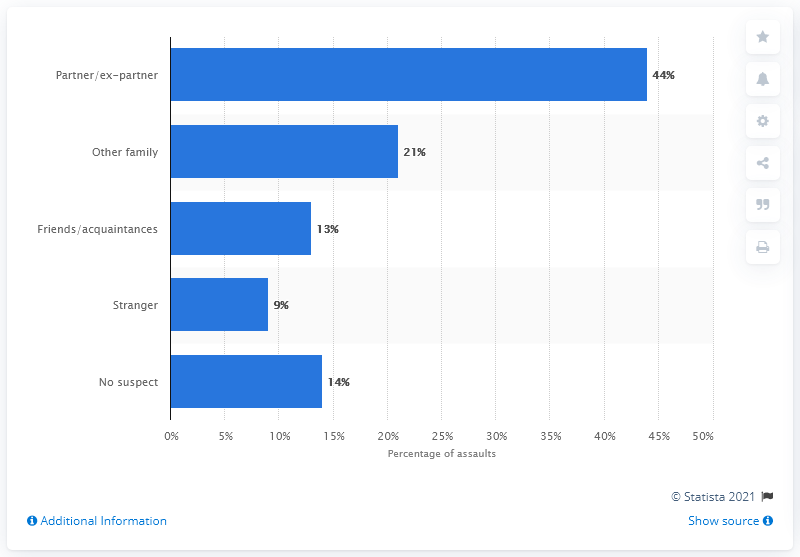 Partner/ex-partner 44%
Other family 21%
Friends/acquaintances 13%
Stranger 9%
No suspect 14%
0% 5% 10% 15% 20% 25% 30% 35% 40% 45% 50%
Percentage of assaults
© Statista 2021
Additional Information Show source